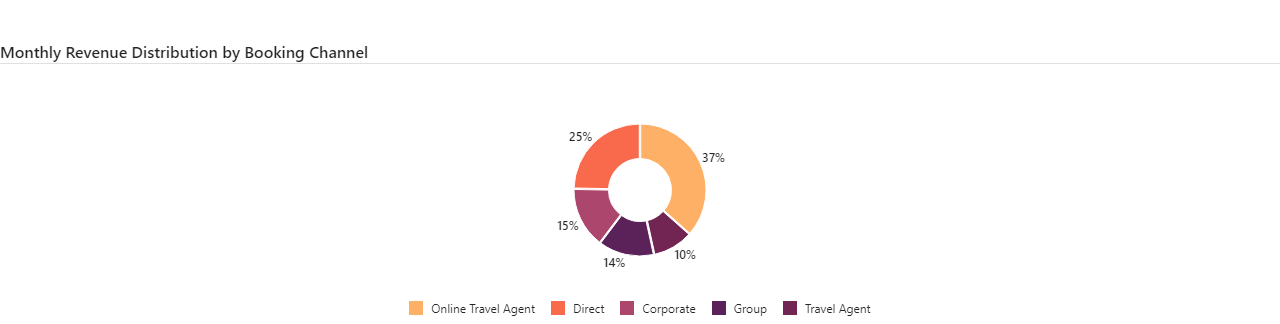 Monthly Revenue Distribution by Booking Channel
25%
37%
15%
10%
14%
Online Travel Agent
Direct
Corporate
Group
Travel Agent